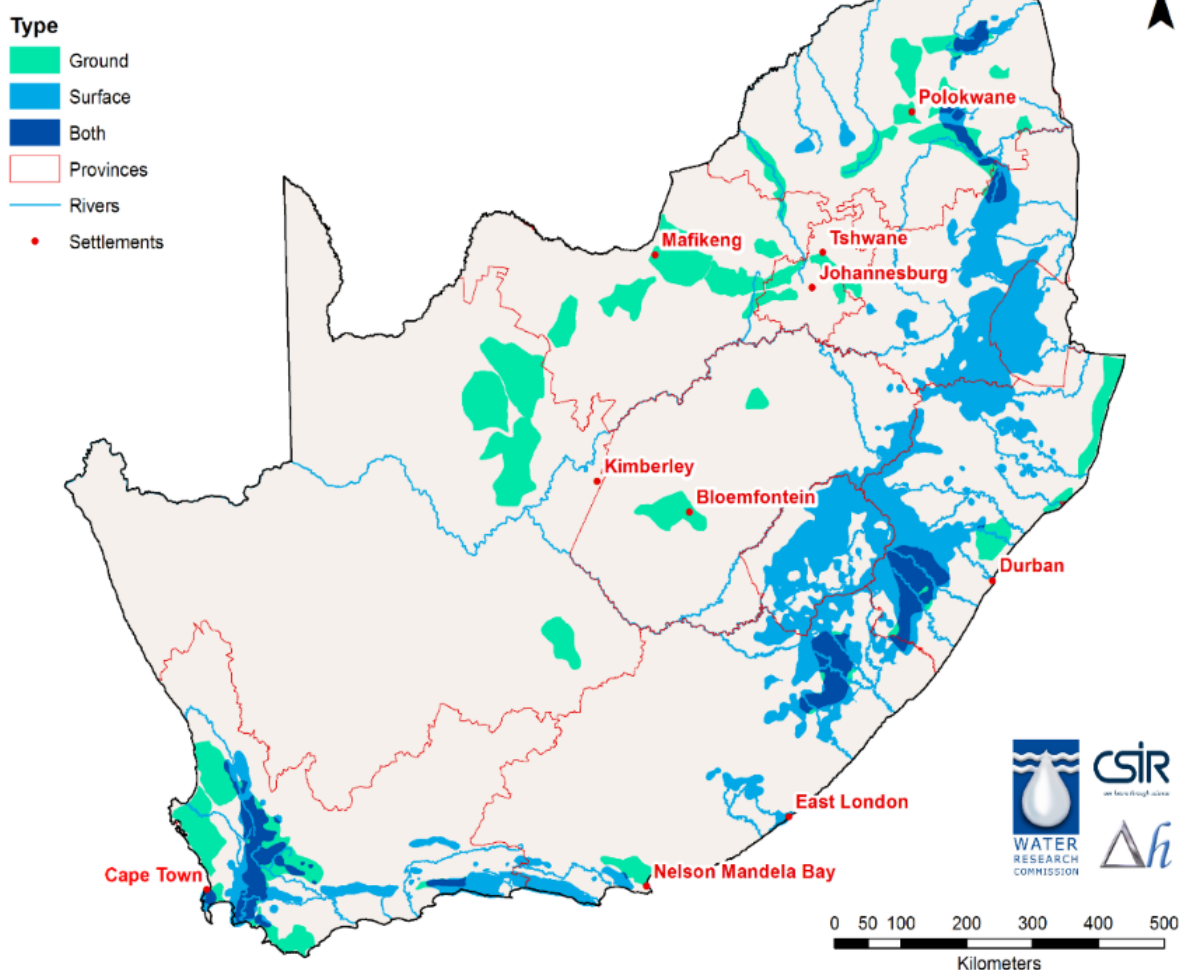 Type
Ground
Surface
Both
Provinces
Rivers
Settlements
Polokwane
Mafikeng
Tshwane
Johannesburg
Kimberley
Bloemfontein
Durban
East London
Cape Town
Nelson Mandela Bay
WATER
RESEARCH
COMMISSION
CSIR
Δh
0 50 100 200 300 400 500
Kilometers